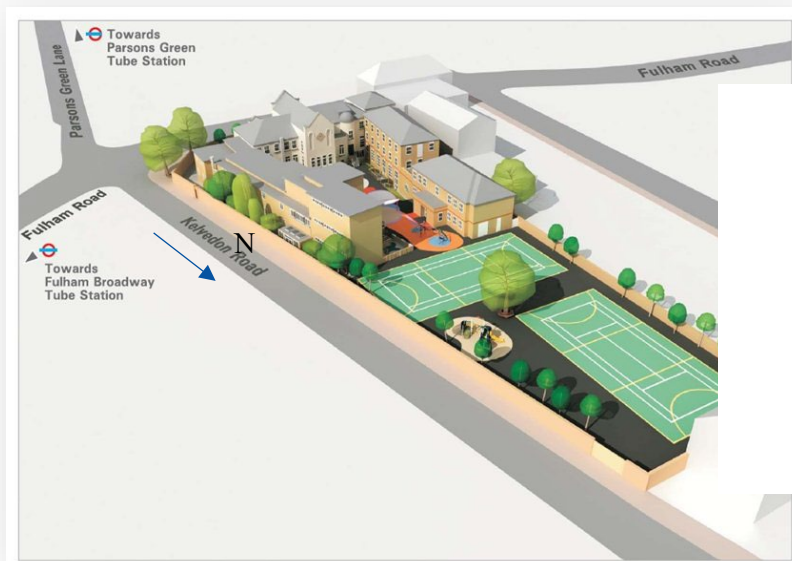 Towards
Parsons Green
Tube Station
Parsons Green Lane
Fulham Road
Fulham Road
Towards
Fulham Broadway
Tube Station
N
Kelvedon Road